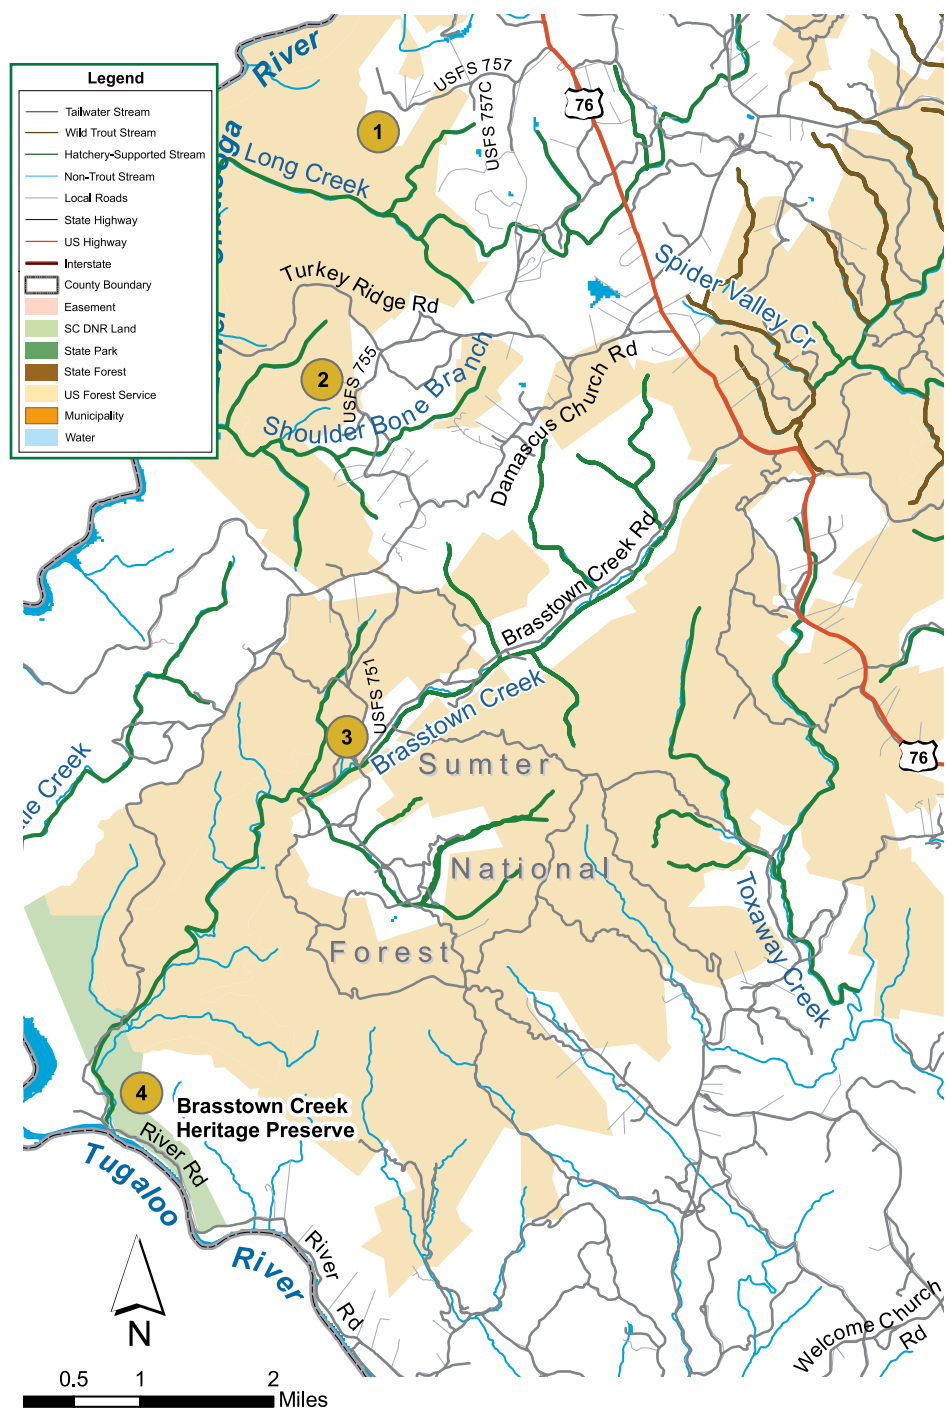 River
Legend
Tailwater Stream
Wild Trout Stream
Hatchery-Supported Stream
Non-Trout Stream
Local Roads
State Highway
US Highway
Interstate
County Boundary
Easement
SC DNR Land
State Park
State Forest
US Forest Service
Municipality
Water
USFS 757
USFS 757C
76
1
Long Creek
Turkey Ridge Rd
Spider Valley Cr
2
USFS 755
Shoulder Bone Branch
Damascus Church Rd
Brasstown Creek Rd
USFS 751
3
Brasstown Creek
76
Creek
Sumter
National
Forest
Toxaway Creek
4
Brasstown Creek
Heritage Preserve
River Rd
Tugaloo
River
River
Rd
Welcome Church
Rd
N
0.5
1
2
Miles